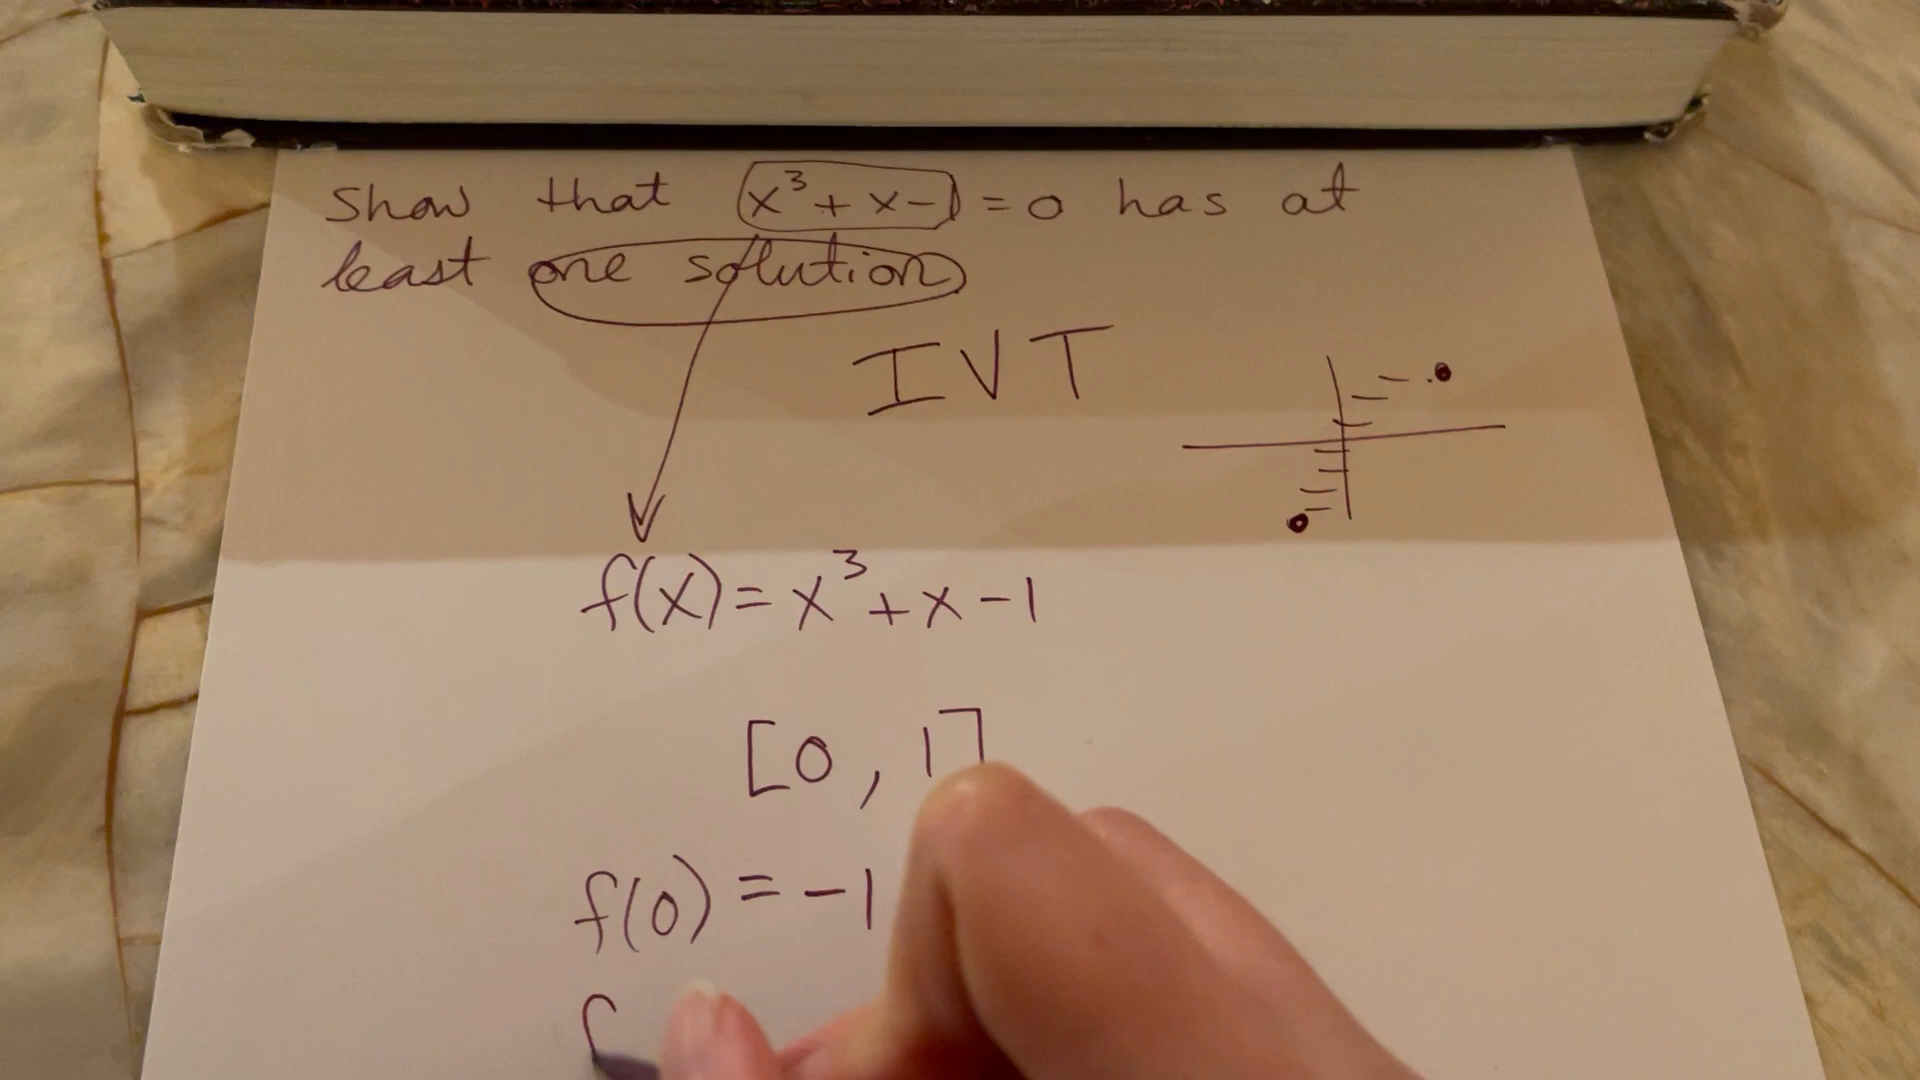 Show that x³ + x - 1 = 0 has at
least one solution
IVT
f(x) = x³ + x - 1
[0, 1]
f(0) = -1
f